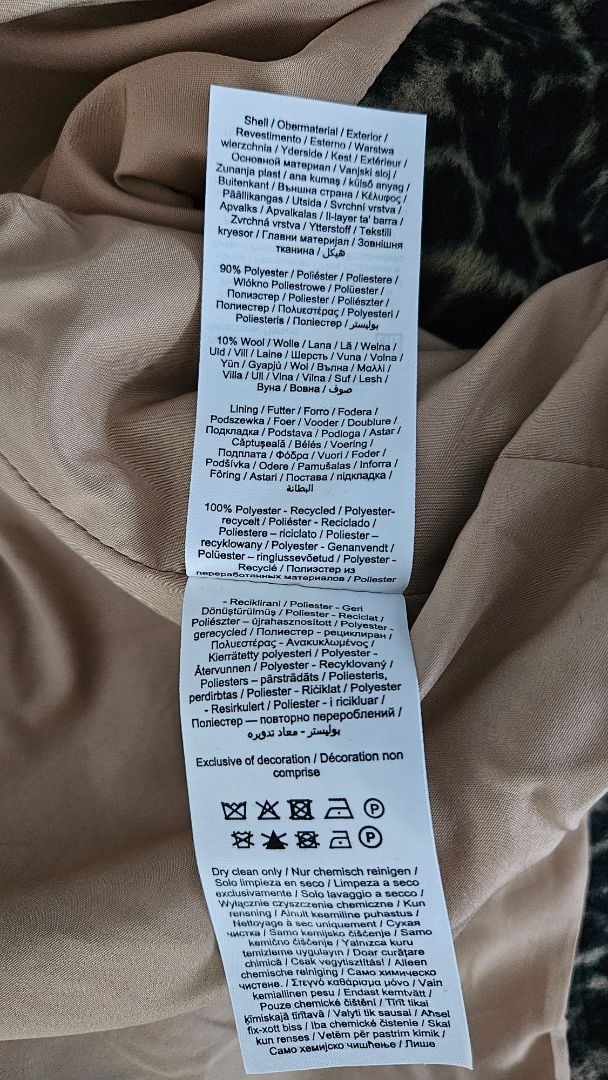 Shell / Obermaterial / Exterior /
Revestimento / Esterno / Warstwa
wierzchnia / Yderside / Kest / Extérieur /
Основной материал / Vanjski sloj /
Zunanja plast / ana kumaş / külső anyag /
Buitenkant / Външна страна / Κέλυφος /
Päällikangas / Utsida / Svrchní vrstva /
Apvalks / Apvalkalas / Il-layer ta' barra /
Zvrchná vrstva / Ytterstoff / Tekstili
kryesor / Главни материјал / Зовнішня
тканина / هيكل
90% Polyester / Poliéster / Poliestere /
Wlókno Poliestrowe / Polüester /
Полиэстер / Poliester / Poliészter /
Полиестер / Πολυεστέρας / Polyesteri /
Poliesteris / Поліестер / بوليستر
10% Wool / Wolle / Lana / Lã / Welna /
Uld / Vill / Laine / Шерсть / Vuna / Volna /
Yün / Gyapjú / Wol / Вълна / Μαλλί /
Villa / Ull / Vlna / Vilna / Suf / Lesh /
Вуна / Вовна / صوف
Lining / Futter / Forro / Fodera /
Podszewka / Foer / Vooder / Doublure /
Подкладка / Podstava / Podloga / Astar /
Căptuşeală / Bélés / Voering /
Подплата / Φόδρα / Vuori / Foder /
Podšívka / Odere / Pamušalas / Inforra /
Fôring / Astari / Постава / підкладка /
البطانة
100% Polyester - Recycled / Polyester-
recycelt / Poliéster - Reciclado /
Poliestere – riciclato / Poliester –
recyklowany / Polyester - Genanvendt /
Polüester – ringlussevõetud / Polyester -
Recyclé / Полиэстер из
переработанных материалов / Poliester
- Reciklirani / Poliester - Geri
Dönüştürülmüş / Poliester - Reciclat /
Poliészter – újrahasznosított / Polyester -
gerecycled / Полиестер – рециклиран /
Πολυεστέρας - Ανακυκλωμένος /
Kierrätetty polyesteri / Polyester -
Återvunnen / Polyester - Recyklovaný /
Poliesters – pārstrādāts / Poliesteris,
perdirbtas / Poliester - Riċiklat / Polyester
- Resirkulert / Poliester - i ricikluar /
Поліестер — повторно перероблений /
بوليستر - معاد تدويره
Exclusive of decoration / Décoration non
comprise
P
P
Dry clean only / Nur chemisch reinigen /
Solo limpieza en seco / Limpeza a seco
exclusivamente / Solo lavaggio a secco /
Wyłącznie czyszczenie chemiczne / Kun
rensning / Ainult keemiline puhastus /
Nettoyage à sec uniquement / Сухая
чистка / Samo kemijsko čišćenje / Samo
kemično čiščenje / Yalnızca kuru
temizleme uygulayın / Doar curăţare
chimică / Csak vegytisztítás! / Alleen
chemische reiniging / Само химическо
чистене. / Στεγνό καθάρισμα μόνο / Vain
kemiallinen pesu / Endast kemtvätt /
Pouze chemické čištění / Tīrīt tikai
ķīmiskajā tīrītavā / Valyti tik sausai / Aħsel
fix-xott biss / Iba chemické čistenie / Skal
kun renses / Vetëm për pastrim kimik /
Само хемијско чишћење / Лише